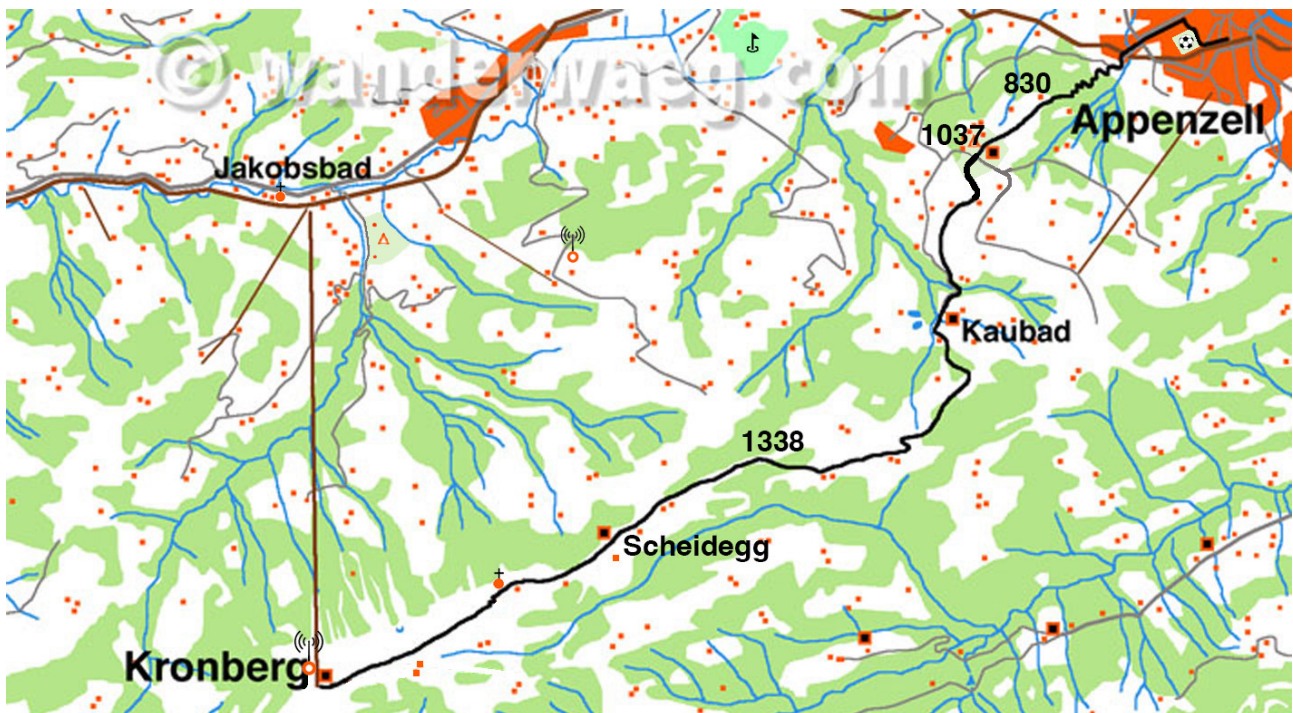 © wanderwaeg.com
830
Appenzell
1037
Jakobsbad
Kaubad
1338
Scheidegg
Kronberg